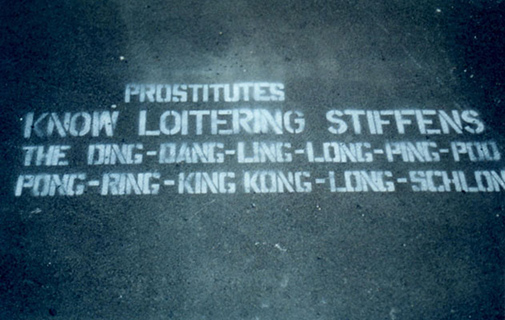 PROSTITUTES
KNOW LOITERING STIFFENS
THE DING-DANG-LING-LONG-PING-POO
PONG-RING-KING KONG-LONG-SCHLON